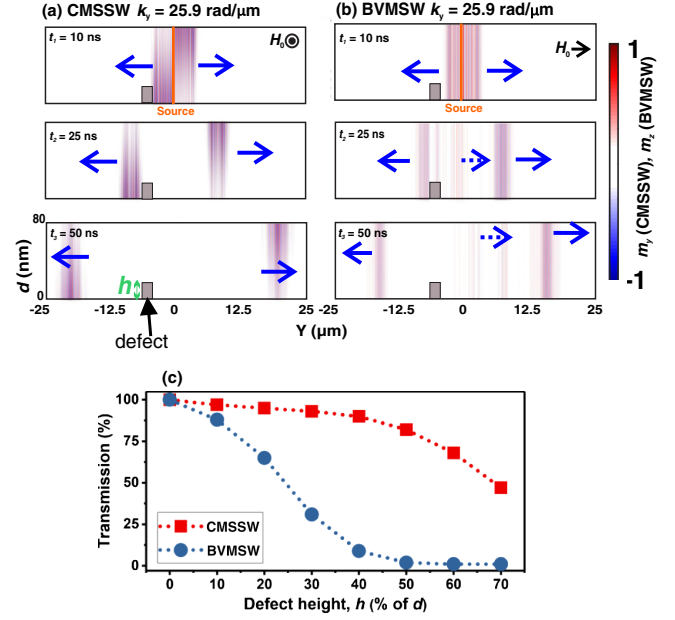 (a) CMSSW k_y = 25.9 rad/μm
(b) BVMSW k_y = 25.9 rad/μm
t₁ = 10 ns
H₀
t₁ = 10 ns
H₀
Source
Source
t₂ = 25 ns
t₂ = 25 ns
80
t₃ = 50 ns
t₃ = 50 ns
d (nm)
h
0
-25
-12.5
0
12.5
25
-25
-12.5
0
12.5
25
Y (μm)
defect
1
-1
m_y (CMSSW), m_z (BVMSW)
(c)
Transmission (%)
100
75
50
25
0
CMSSW
BVMSW
0 10 20 30 40 50 60 70
Defect height, h (% of d)